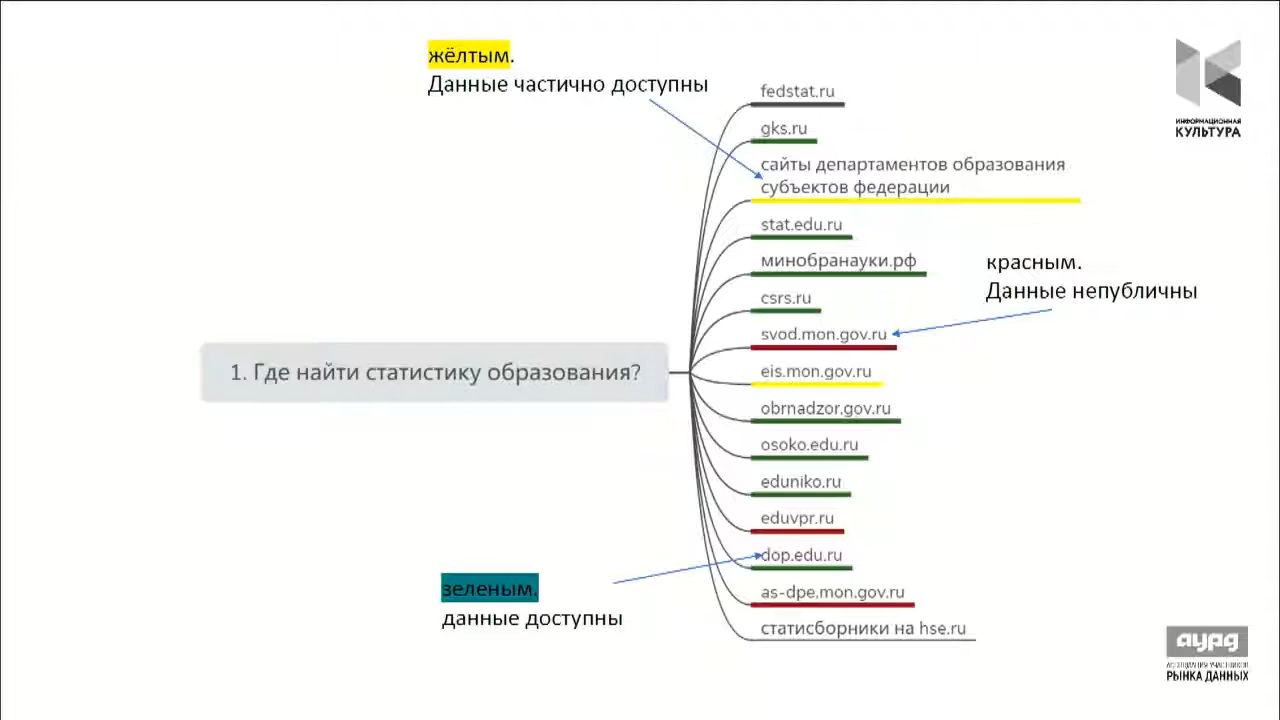 жёлтым.
Данные частично доступны
fedstat.ru
gks.ru
сайты департаментов образования
субъектов федерации
stat.edu.ru
минобранауки.рф
csrs.ru
svod.mon.gov.ru
eis.mon.gov.ru
obrnadzor.gov.ru
osoko.edu.ru
eduniko.ru
eduvpr.ru
dop.edu.ru
as-dpe.mon.gov.ru
статисборники на hse.ru
красным.
Данные непубличны
1. Где найти статистику образования?
зеленым.
данные доступны
ИНФОРМАЦИОННАЯ
КУЛЬТУРА
аурд
АССОЦИАЦИЯ УЧАСТНИКОВ
РЫНКА ДАННЫХ